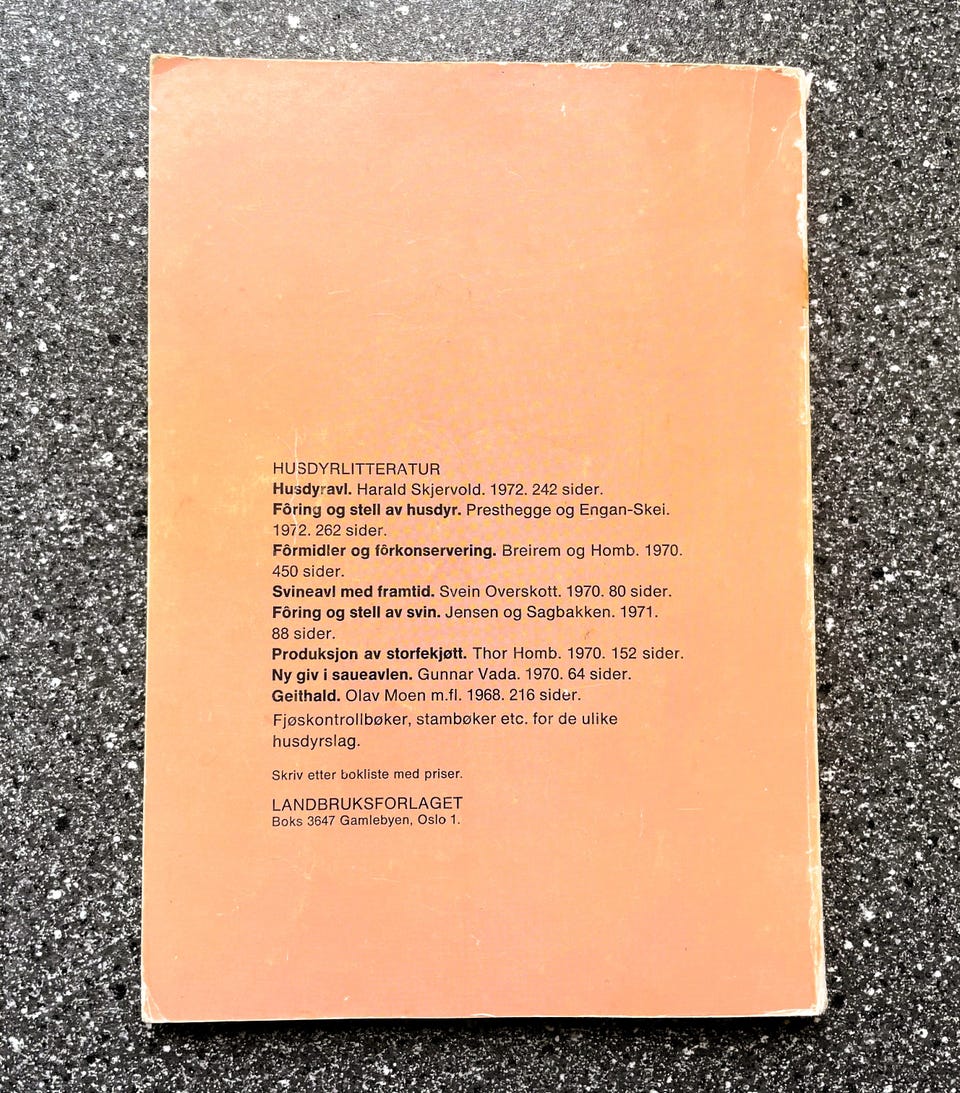 HUSDYRLITTERATUR
Husdyravl. Harald Skjervold. 1972. 242 sider.
Fôring og stell av husdyr. Presthegge og Engan-Skei.
1972. 262 sider.
Fôrmidler og fôrkonservering. Breirem og Homb. 1970.
450 sider.
Svineavl med framtid. Svein Overskott. 1970. 80 sider.
Fôring og stell av svin. Jensen og Sagbakken. 1971.
88 sider.
Produksjon av storfekjøtt. Thor Homb. 1970. 152 sider.
Ny giv i saueavlen. Gunnar Vada. 1970. 64 sider.
Geithald. Olav Moen m.fl. 1968. 216 sider.
Fjøskontrollbøker, stambøker etc. for de ulike
husdyrslag.
Skriv etter bokliste med priser.
LANDBRUKSFORLAGET
Boks 3647 Gamlebyen, Oslo 1.